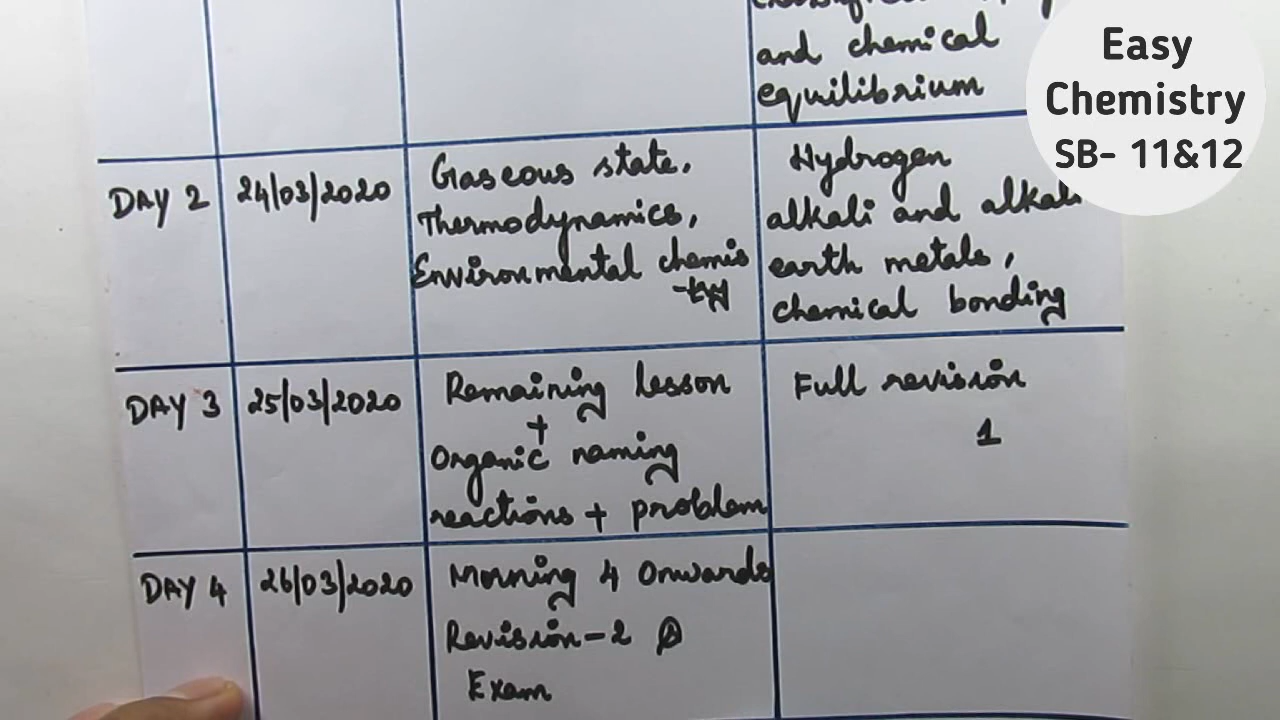 and chemical
equilibrium
Easy
Chemistry
SB- 11&12
DAY 2
24/03/2020
Gaseous state,
Thermodynamics,
Environmental chemis
-try
Hydrogen
alkali and alkali
earth metals,
chemical bonding
DAY 3
25/03/2020
Remaining lesson
+
Organic naming
reactions + problem
Full revision
1
DAY 4
26/03/2020
Morning 4 onwards
Revision-2
Exam